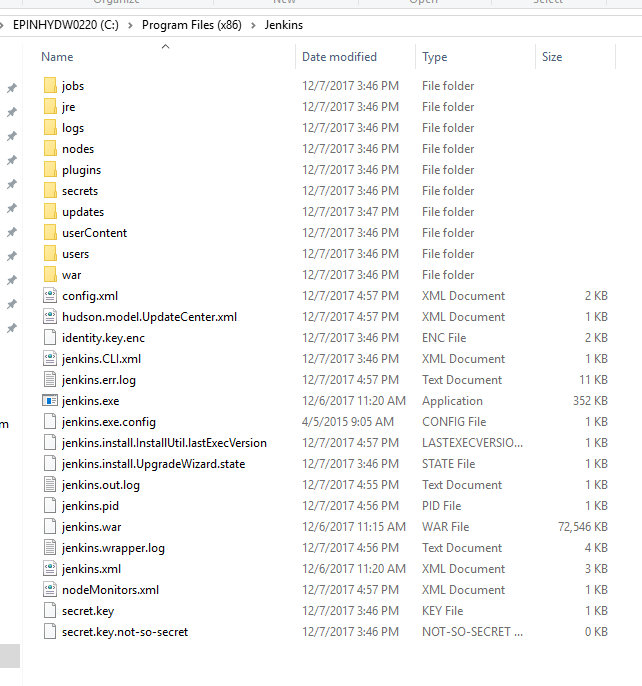 Organize New Open Select
EPINHYDW0220 (C:) > Program Files (x86) > Jenkins
Name Date modified Type Size
jobs 12/7/2017 3:46 PM File folder
jre 12/7/2017 3:46 PM File folder
logs 12/7/2017 3:46 PM File folder
nodes 12/7/2017 3:46 PM File folder
plugins 12/7/2017 3:46 PM File folder
secrets 12/7/2017 3:46 PM File folder
updates 12/7/2017 3:47 PM File folder
userContent 12/7/2017 3:46 PM File folder
users 12/7/2017 3:46 PM File folder
war 12/7/2017 3:46 PM File folder
config.xml 12/7/2017 4:57 PM XML Document 2 KB
hudson.model.UpdateCenter.xml 12/7/2017 4:57 PM XML Document 1 KB
identity.key.enc 12/7/2017 3:46 PM ENC File 2 KB
jenkins.CLI.xml 12/7/2017 3:46 PM XML Document 1 KB
jenkins.err.log 12/7/2017 4:57 PM Text Document 11 KB
jenkins.exe 12/6/2017 11:20 AM Application 352 KB
m
jenkins.exe.config 4/5/2015 9:05 AM CONFIG File 1 KB
jenkins.install.InstallUtil.lastExecVersion 12/7/2017 4:57 PM LASTEXECVERSIO... 1 KB
jenkins.install.UpgradeWizard.state 12/7/2017 3:46 PM STATE File 1 KB
jenkins.out.log 12/7/2017 4:55 PM Text Document 1 KB
jenkins.pid 12/7/2017 4:56 PM PID File 1 KB
jenkins.war 12/6/2017 11:15 AM WAR File 72,546 KB
jenkins.wrapper.log 12/7/2017 4:56 PM Text Document 4 KB
jenkins.xml 12/6/2017 11:20 AM XML Document 3 KB
nodeMonitors.xml 12/7/2017 4:57 PM XML Document 1 KB
secret.key 12/7/2017 3:46 PM KEY File 1 KB
secret.key.not-so-secret 12/7/2017 3:46 PM NOT-SO-SECRET ... 0 KB